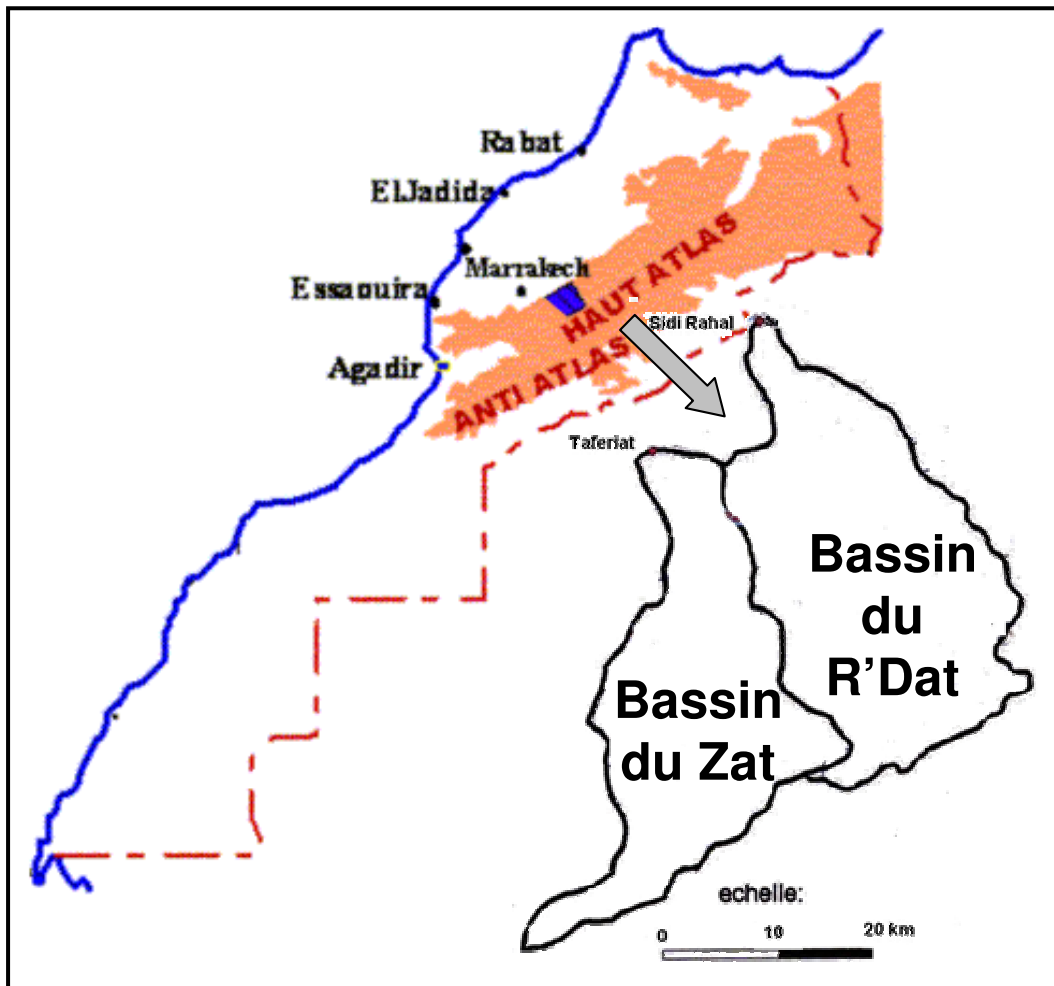 Rabat
ElJadida
Marrakech
Essaouira
HAUT ATLAS
Sidi Rahal
Agadir
ANTI ATLAS
Taferiat
Bassin
du
R'Dat
Bassin
du Zat
echelle:
0 10 20 km